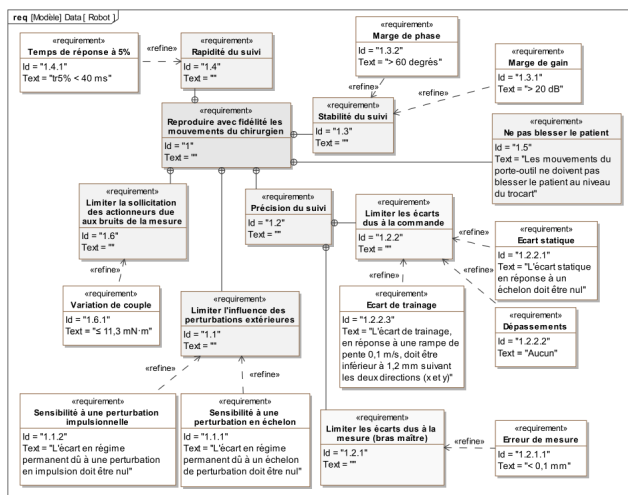 req [Modèle] Data [ Robot ]
«requirement»
Temps de réponse à 5%
Id = "1.4.1"
Text = "tr5% < 40 ms"
«refine»
«requirement»
Rapidité du suivi
Id = "1.4"
Text = ""
«requirement»
Marge de phase
Id = "1.3.2"
Text = "> 60 degrés"
«requirement»
Marge de gain
Id = "1.3.1"
Text = "> 20 dB"
«refine»
«refine»
«requirement»
Reproduire avec fidélité les
mouvements du chirurgien
Id = "1"
Text = ""
«requirement»
Stabilité du suivi
Id = "1.3"
Text = ""
«requirement»
Ne pas blesser le patient
Id = "1.5"
Text = "Les mouvements du
porte-outil ne doivent pas
blesser le patient au niveau
du trocart"
«requirement»
Limiter la sollicitation
des actionneurs due
aux bruits de la mesure
Id = "1.6"
Text = ""
«requirement»
Précision du suivi
Id = "1.2"
Text = ""
«requirement»
Limiter les écarts
dus à la commande
Id = "1.2.2"
Text = ""
«refine»
«requirement»
Ecart statique
Id = "1.2.2.1"
Text = "L'écart statique
en réponse à un
échelon doit être nul"
«refine»
«requirement»
Variation de couple
Id = "1.6.1"
Text = "≤ 11,3 mN·m"
«requirement»
Limiter l'influence des
perturbations extérieures
Id = "1.1"
Text = ""
«refine»
«refine»
«requirement»
Ecart de trainage
Id = "1.2.2.3"
Text = "L'écart de trainage,
en réponse à une rampe de
pente 0,1 m/s, doit être
inférieur à 1,2 mm suivant
les deux directions (x et y)"
«requirement»
Dépassements
Id = "1.2.2.2"
Text = "Aucun"
«refine»
«refine»
«requirement»
Sensibilité à une perturbation
impulsionnelle
Id = "1.1.2"
Text = "L'écart en régime
permanent dû à une perturbation
en impulsion doit être nul"
«requirement»
Sensibilité à une
perturbation en échelon
Id = "1.1.1"
Text = "L'écart en régime
permanent dû à un échelon
de perturbation doit être nul"
«requirement»
Limiter les écarts dus à la
mesure (bras maître)
Id = "1.2.1"
Text = ""
«refine»
«requirement»
Erreur de mesure
Id = "1.2.1.1"
Text = "< 0,1 mm"